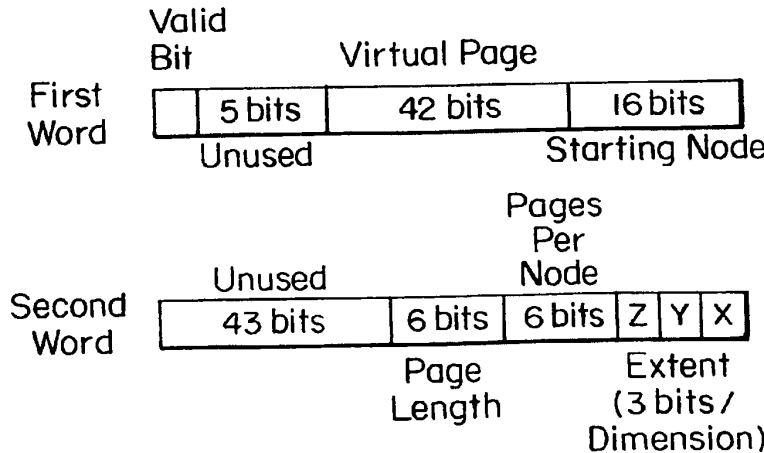 Valid
Bit
Virtual Page
First
Word
5 bits
42 bits
16 bits
Unused
Starting Node
Pages
Per
Node
Unused
Second
Word
43 bits
6 bits
6 bits
Z
Y
X
Page
Length
Extent
(3 bits/
Dimension)